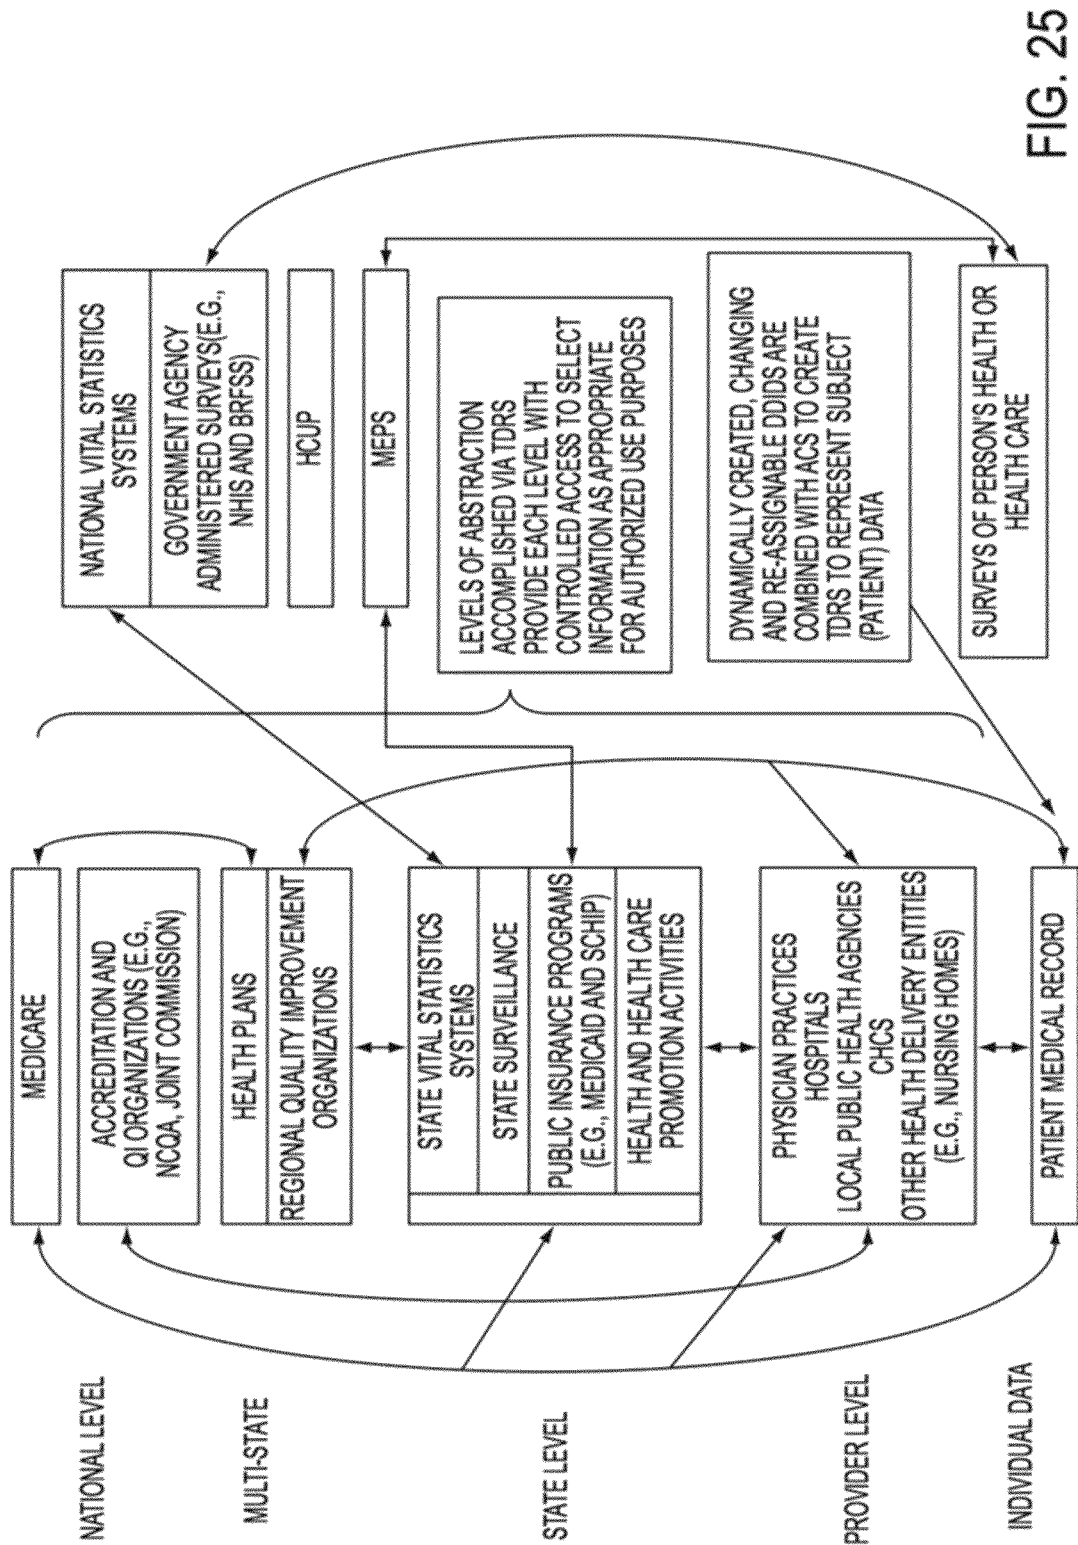 NATIONAL LEVEL
MULTI-STATE
STATE LEVEL
PROVIDER LEVEL
INDIVIDUAL DATA
MEDICARE
ACCREDITATION AND
QI ORGANIZATIONS (E.G.,
NCQA, JOINT COMMISSION)
HEALTH PLANS
REGIONAL QUALITY IMPROVEMENT
ORGANIZATIONS
STATE VITAL STATISTICS
SYSTEMS
STATE SURVEILLANCE
PUBLIC INSURANCE PROGRAMS
(E.G., MEDICAID AND SCHIP)
HEALTH AND HEALTH CARE
PROMOTION ACTIVITIES
PHYSICIAN PRACTICES
HOSPITALS
LOCAL PUBLIC HEALTH AGENCIES
CHCS
OTHER HEALTH DELIVERY ENTITIES
(E.G., NURSING HOMES)
PATIENT MEDICAL RECORD
NATIONAL VITAL STATISTICS
SYSTEMS
GOVERNMENT AGENCY
ADMINISTERED SURVEYS(E.G.,
NHIS AND BRFSS)
HCUP
MEPS
LEVELS OF ABSTRACTION
ACCOMPLISHED VIA TDRS
PROVIDE EACH LEVEL WITH
CONTROLLED ACCESS TO SELECT
INFORMATION AS APPROPRIATE
FOR AUTHORIZED USE PURPOSES
DYNAMICALLY CREATED, CHANGING
AND RE-ASSIGNABLE DDIDS ARE
COMBINED WITH ACS TO CREATE
TDRS TO REPRESENT SUBJECT
(PATIENT) DATA
SURVEYS OF PERSON'S HEALTH OR
HEALTH CARE
FIG. 25